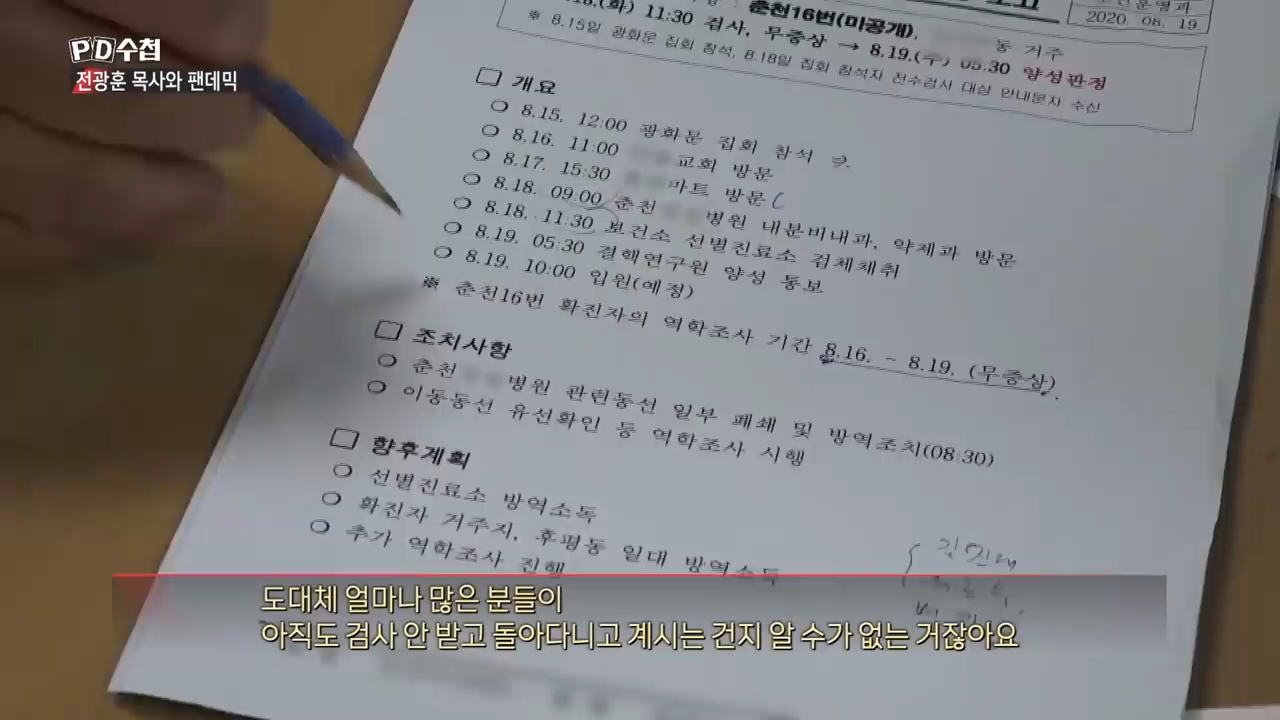 PD수첩
전광훈 목사와 팬데믹
2020. 08. 19
8.(화) 11:30 검사, 무증상 → 8.19.(수) 05:30 양성판정
춘천16번(미공개),
동 거주
※ 8.15일 광화문 집회 참석, 8.18일 집회 참석자 전수검사 대상 안내문자 수신
□ 개요
○ 8.15. 12:00 광화문 집회 참석
○ 8.16. 11:00 교회 방문
○ 8.17. 15:30 마트 방문
○ 8.18. 09:00 춘천 병원 내분비내과, 약제과 방문
○ 8.18. 11:30 보건소 선별진료소 검체채취
○ 8.19. 05:30 결핵연구원 양성 통보
○ 8.19. 10:00 입원(예정)
※ 춘천16번 확진자의 역학조사 기간 8.16. - 8.19. (무증상).
□ 조치사항
○ 춘천 병원 관련동선 일부 폐쇄 및 방역조치(08:30)
○ 이동동선 유선확인 등 역학조사 시행
□ 향후계획
○ 선별진료소 방역소독
○ 확진자 거주지, 후평동 일대 방역소독
○ 추가 역학조사 진행
도대체 얼마나 많은 분들이
아직도 검사 안 받고 돌아다니고 계시는 건지 알 수가 없는 거잖아요